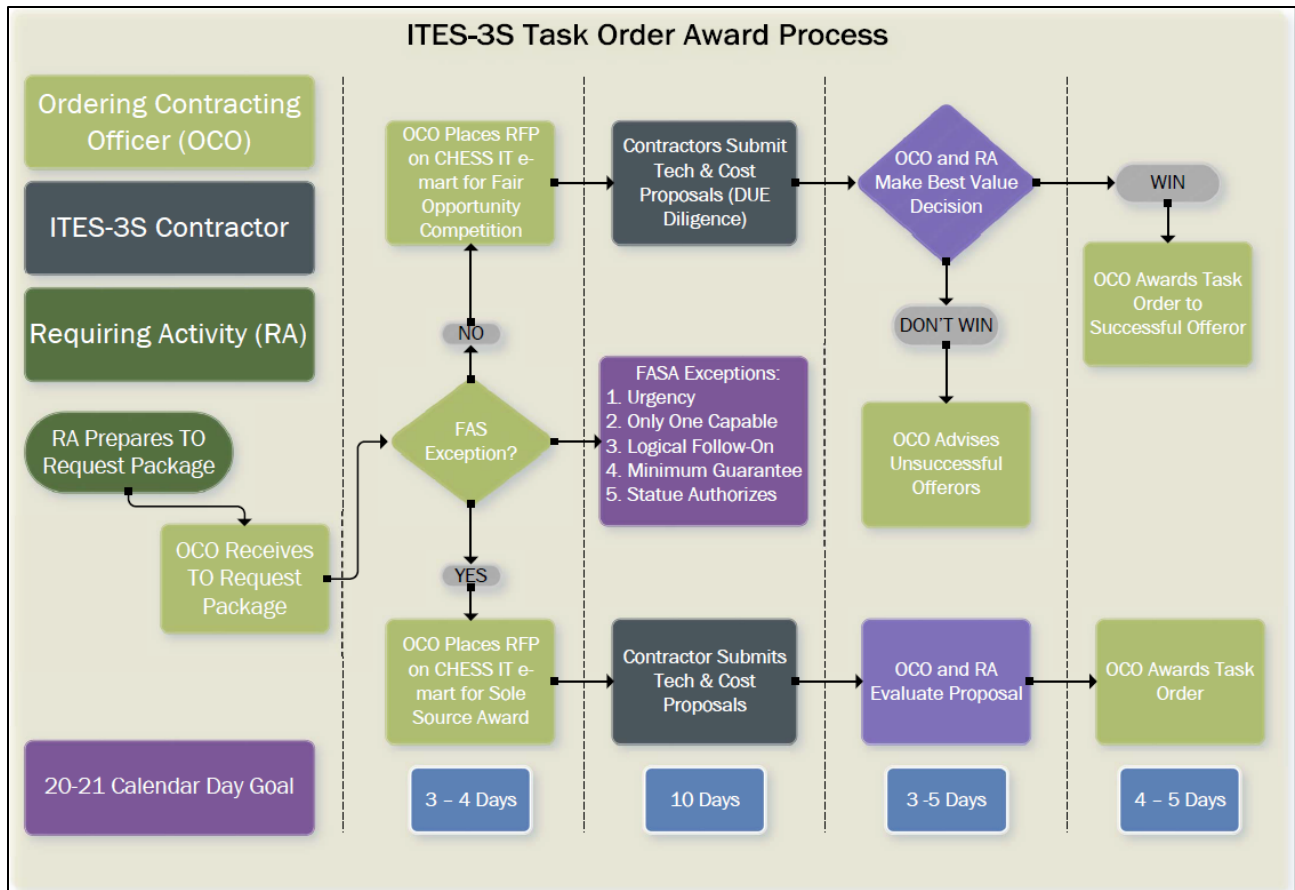 ITES-3S Task Order Award Process
Ordering Contracting
Officer (OCO)
ITES-3S Contractor
Requiring Activity (RA)
RA Prepares TO
Request Package
OCO Receives
TO Request
Package
20-21 Calendar Day Goal
OCO Places RFP
on CHESS IT e-
mart for Fair
Opportunity
Competition
NO
FAS
Exception?
YES
OCO Places RFP
on CHESS IT e-
mart for Sole
Source Award
3 – 4 Days
Contractors Submit
Tech & Cost
Proposals (DUE
Diligence)
FASA Exceptions:
1. Urgency
2. Only One Capable
3. Logical Follow-On
4. Minimum Guarantee
5. Statue Authorizes
Contractor Submits
Tech & Cost
Proposals
10 Days
OCO and RA
Make Best Value
Decision
DON'T WIN
OCO Advises
Unsuccessful
Offerors
OCO and RA
Evaluate Proposal
3 -5 Days
WIN
OCO Awards Task
Order to
Successful Offeror
OCO Awards Task
Order
4 – 5 Days